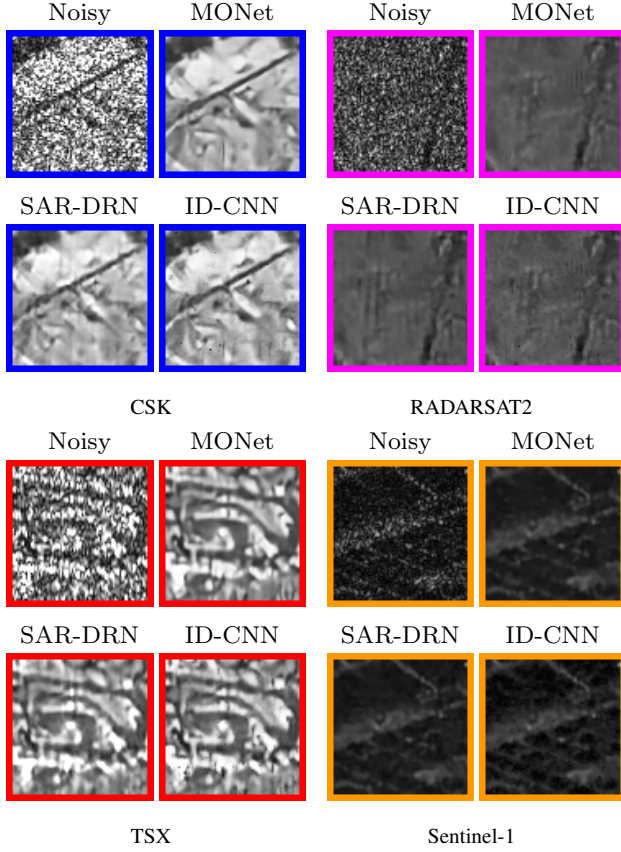 Noisy MONet Noisy MONet
SAR-DRN ID-CNN SAR-DRN ID-CNN
CSK RADARSAT2
Noisy MONet Noisy MONet
SAR-DRN ID-CNN SAR-DRN ID-CNN
TSX Sentinel-1